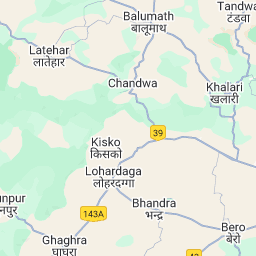 Balumath
बालूमाथ
Tandwa
टंडवा
Latehar
लातेहार
Chandwa
Khalari
खलारी
39
Kisko
किसको
Lohardaga
लोहरदग्गा
Bhandra
भन्द्र
143A
Bero
बेरो
Ghaghra
घाघरा